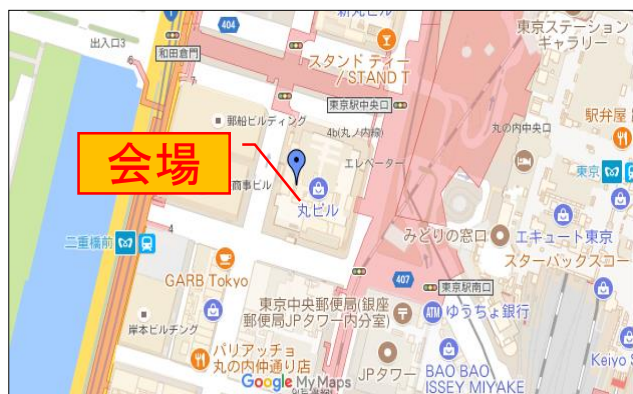 新丸ビル
404
出入口3
和田倉門
6
スタンド ティー
/ STAND T
東京ステーション
ギャラリー
東京駅中央口
郵船ビルディング
4b(丸ノ内線)
エレベーター
丸の内中央口
駅弁屋
会場
商事ビル
丸ビル
東京
二重橋前
4
みどりの窓口
エキュート東京
スターバックスコー
GARB Tokyo
407
東京駅南口
東京中央郵便局(銀座
郵便局JPタワー内分室)
ATM
ゆうちょ銀行
岸本ビルヂング
パリアッチョ
丸の内仲通り店
JPタワー
BAO BAO
ISSEY MIYAKE
Keiyo S
Google My Maps